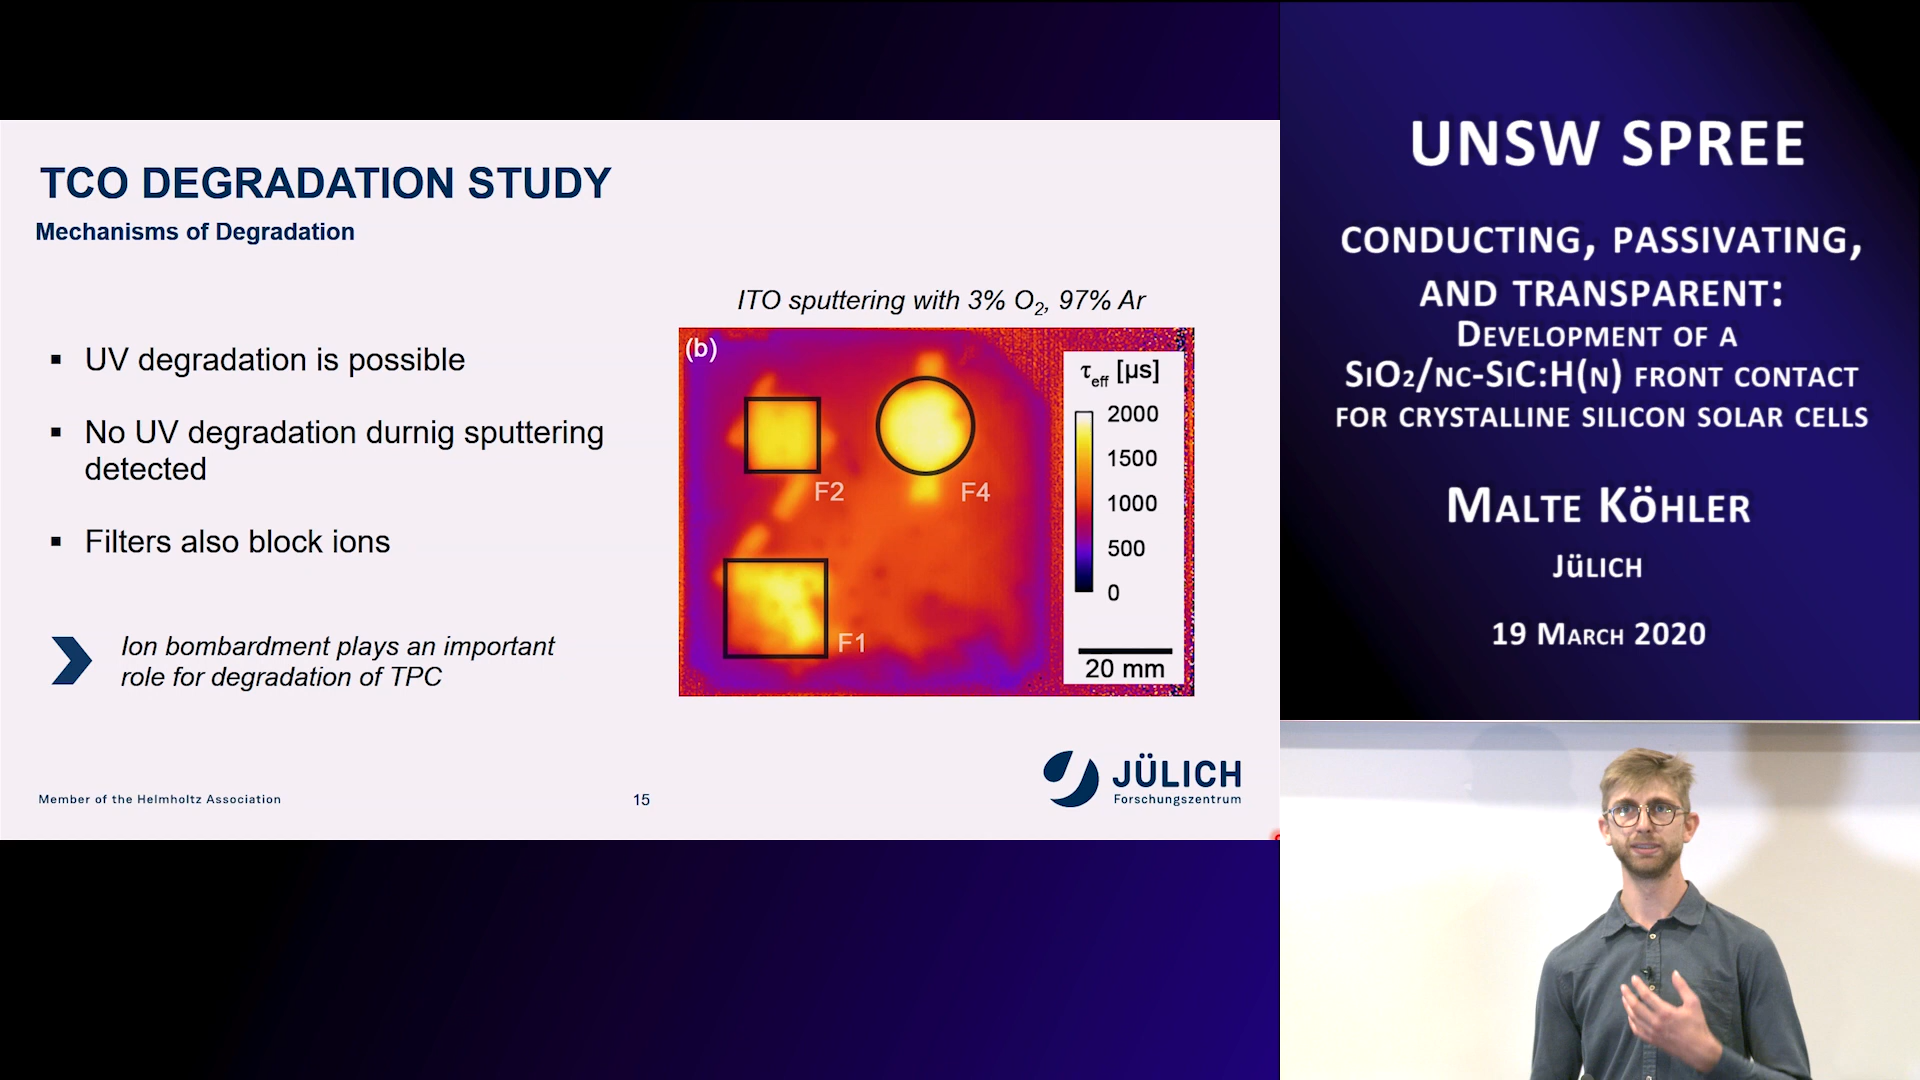 TCO DEGRADATION STUDY
Mechanisms of Degradation
▪ UV degradation is possible
▪ No UV degradation durnig sputtering
detected
▪ Filters also block ions
Ion bombardment plays an important
role for degradation of TPC
ITO sputtering with 3% O₂, 97% Ar
(b)
F2
F4
F1
τeff [µs]
2000
1500
1000
500
0
20 mm
Member of the Helmholtz Association
15
JÜLICH
Forschungszentrum
UNSW SPREE
CONDUCTING, PASSIVATING,
AND TRANSPARENT:
DEVELOPMENT OF A
SIO2/NC-SIC:H(N) FRONT CONTACT
FOR CRYSTALLINE SILICON SOLAR CELLS
MALTE KÖHLER
JÜLICH
19 MARCH 2020